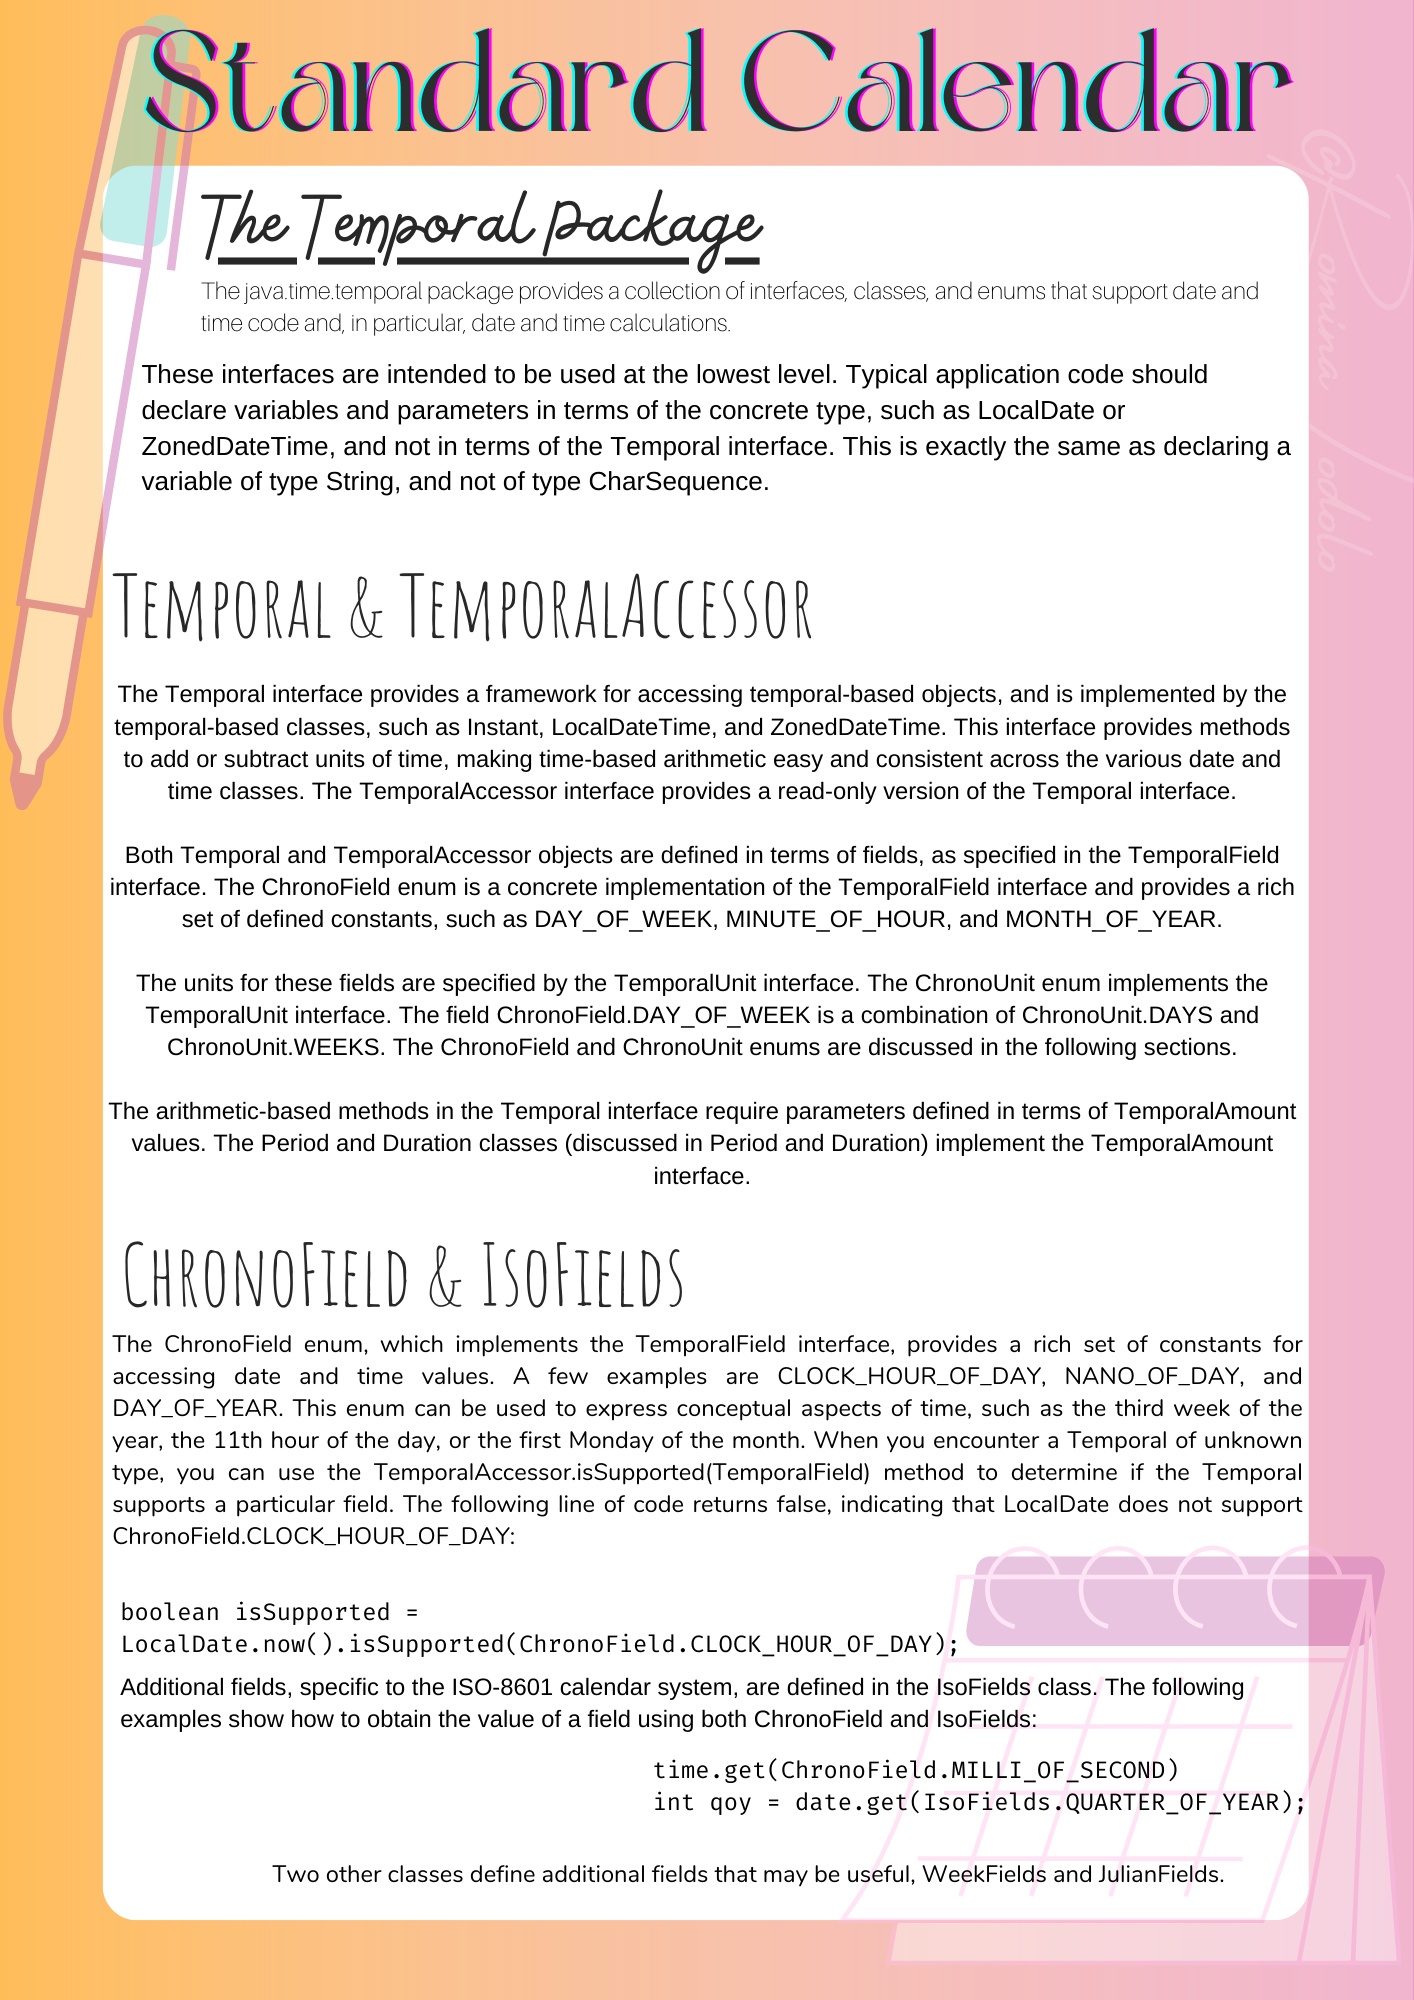 Standard Calendar
The Temporal Package
The java.time.temporal package provides a collection of interfaces, classes, and enums that support date and
time code and, in particular, date and time calculations.
These interfaces are intended to be used at the lowest level. Typical application code should
declare variables and parameters in terms of the concrete type, such as LocalDate or
ZonedDateTime, and not in terms of the Temporal interface. This is exactly the same as declaring a
variable of type String, and not of type CharSequence.
Temporal & TemporalAccessor
The Temporal interface provides a framework for accessing temporal-based objects, and is implemented by the
temporal-based classes, such as Instant, LocalDateTime, and ZonedDateTime. This interface provides methods
to add or subtract units of time, making time-based arithmetic easy and consistent across the various date and
time classes. The TemporalAccessor interface provides a read-only version of the Temporal interface.
Both Temporal and TemporalAccessor objects are defined in terms of fields, as specified in the TemporalField
interface. The ChronoField enum is a concrete implementation of the TemporalField interface and provides a rich
set of defined constants, such as DAY_OF_WEEK, MINUTE_OF_HOUR, and MONTH_OF_YEAR.
The units for these fields are specified by the TemporalUnit interface. The ChronoUnit enum implements the
TemporalUnit interface. The field ChronoField.DAY_OF_WEEK is a combination of ChronoUnit.DAYS and
ChronoUnit.WEEKS. The ChronoField and ChronoUnit enums are discussed in the following sections.
The arithmetic-based methods in the Temporal interface require parameters defined in terms of TemporalAmount
values. The Period and Duration classes (discussed in Period and Duration) implement the TemporalAmount
interface.
ChronoField & IsoFields
The ChronoField enum, which implements the TemporalField interface, provides a rich set of constants for
accessing date and time values. A few examples are CLOCK_HOUR_OF_DAY, NANO_OF_DAY, and
DAY_OF_YEAR. This enum can be used to express conceptual aspects of time, such as the third week of the
year, the 11th hour of the day, or the first Monday of the month. When you encounter a Temporal of unknown
type, you can use the TemporalAccessor.isSupported(TemporalField) method to determine if the Temporal
supports a particular field. The following line of code returns false, indicating that LocalDate does not support
ChronoField.CLOCK_HOUR_OF_DAY:
boolean isSupported =
LocalDate.now().isSupported(ChronoField.CLOCK_HOUR_OF_DAY);
Additional fields, specific to the ISO-8601 calendar system, are defined in the IsoFields class. The following
examples show how to obtain the value of a field using both ChronoField and IsoFields:
time.get(ChronoField.MILLI_OF_SECOND)
int qoy = date.get(IsoFields.QUARTER_OF_YEAR);
Two other classes define additional fields that may be useful, WeekFields and JulianFields.
@Romina